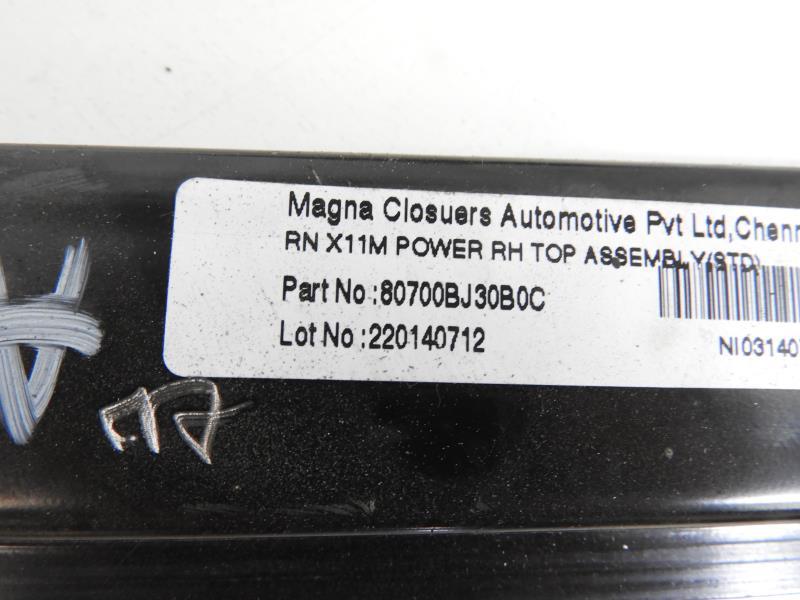 Magna Closuers Automotive Pvt Ltd,Chenn
RN X11M POWER RH TOP ASSEMBLY(STD)
Part No :80700BJ30B0C
Lot No :220140712
NI03140